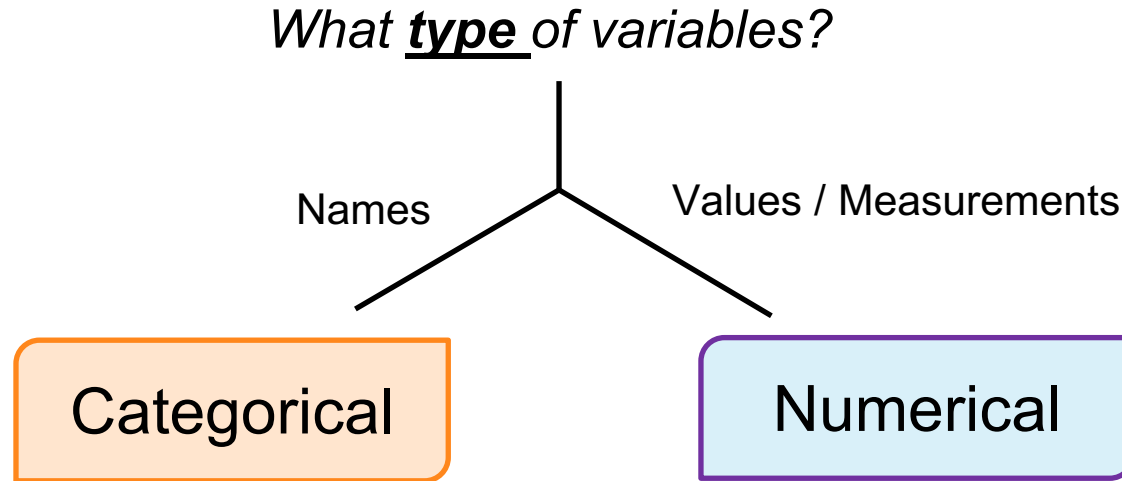 What type of variables?
Names
Values / Measurements
Categorical
Numerical